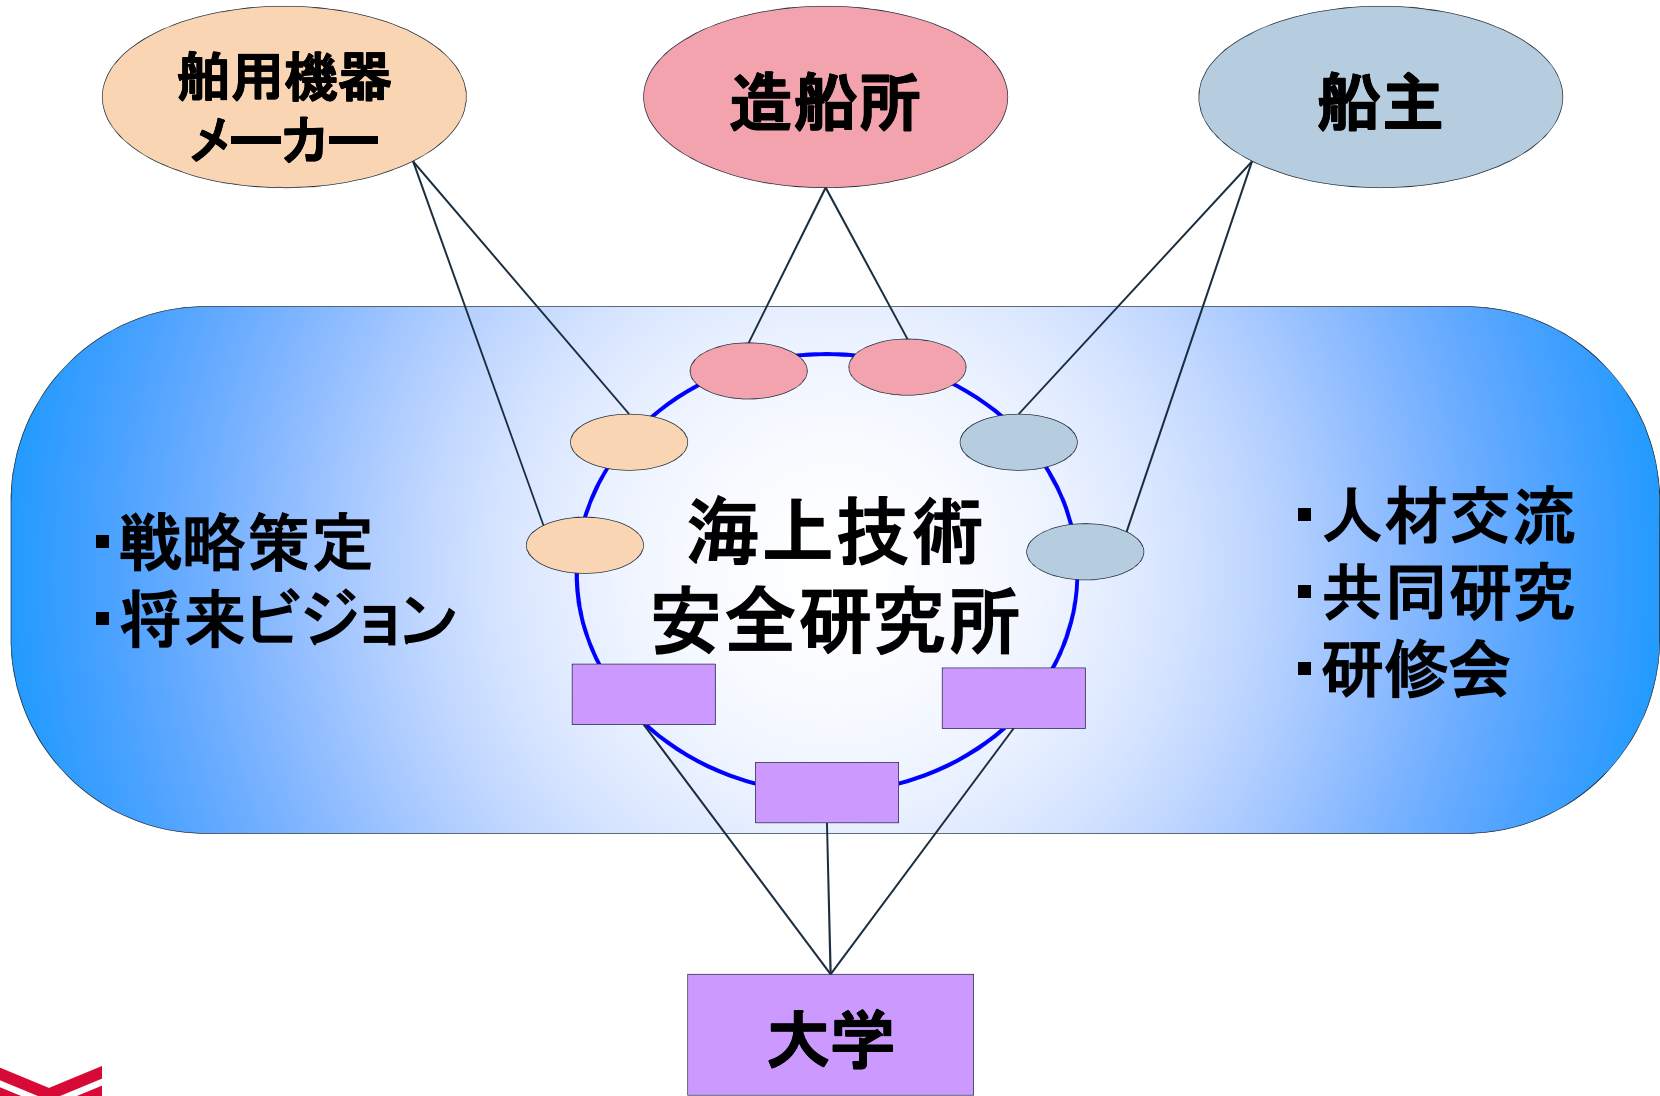 舶用機器
メーカー
造船所
船主
・戦略策定
・将来ビジョン
海上技術
安全研究所
・人材交流
・共同研究
・研修会
大学